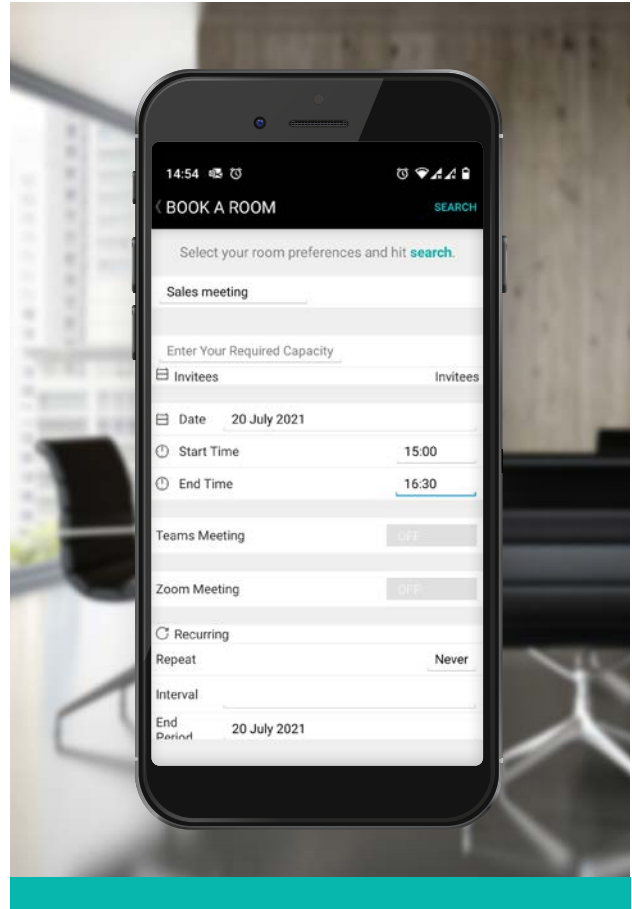 14:54
BOOK A ROOM SEARCH
Select your room preferences and hit search.
Sales meeting
Enter Your Required Capacity
Invitees Invitees
Date 20 July 2021
Start Time 15:00
End Time 16:30
Teams Meeting OFF
Zoom Meeting OFF
Recurring
Repeat Never
Interval
End
Period 20 July 2021